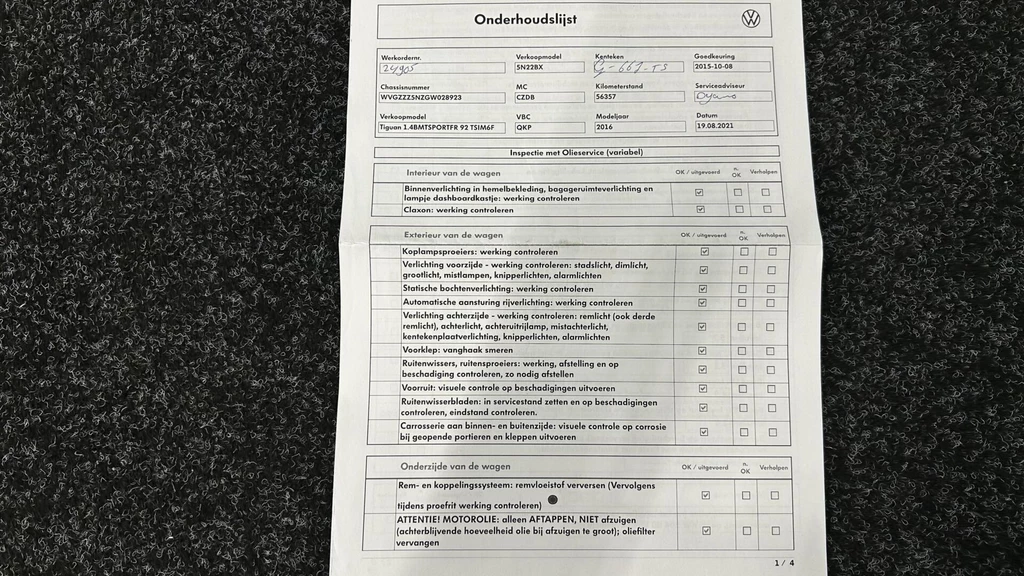 Onderhoudslijst
Werkordernr. Verkoopmodel Kenteken Goedkeuring
24905 5N22BX G-661-TS 2015-10-08
Chassisnummer MC Kilometerstand Serviceadviseur
WVGZZZ5NZGW028923 CZDB 56357
Verkoopmodel VBC Modeljaar Datum
Tiguan 1.4BMTSPORTFR 92 TSIM6F QKP 2016 19.08.2021
Inspectie met Olieservice (variabel)
Interieur van de wagen OK / uitgevoerd n. OK Verholpen
Binnenverlichting in hemelbekleding, bagageruimteverlichting en
lampje dashboardkastje: werking controleren
Claxon: werking controleren
Exterieur van de wagen OK / uitgevoerd n. OK Verholpen
Koplampsproeiers: werking controleren
Verlichting voorzijde - werking controleren: stadslicht, dimlicht,
grootlicht, mistlampen, knipperlichten, alarmlichten
Statische bochtenverlichting: werking controleren
Automatische aansturing rijverlichting: werking controleren
Verlichting achterzijde - werking controleren: remlicht (ook derde
remlicht), achterlicht, achteruitrijlamp, mistachterlicht,
kentekenplaatverlichting, knipperlichten, alarmlichten
Voorklep: vanghaak smeren
Ruitenwissers, ruitensproeiers: werking, afstelling en op
beschadiging controleren, zo nodig afstellen
Voorruit: visuele controle op beschadigingen uitvoeren
Ruitenwisserbladen: in servicestand zetten en op beschadigingen
controleren, eindstand controleren.
Carrosserie aan binnen- en buitenzijde: visuele controle op corrosie
bij geopende portieren en kleppen uitvoeren
Onderzijde van de wagen OK / uitgevoerd n. OK Verholpen
Rem- en koppelingssysteem: remvloeistof verversen (Vervolgens
tijdens proefrit werking controleren)
ATTENTIE! MOTOROLIE: alleen AFTAPPEN, NIET afzuigen
(achterblijvende hoeveelheid olie bij afzuigen te groot); oliefilter
vervangen
1 / 4